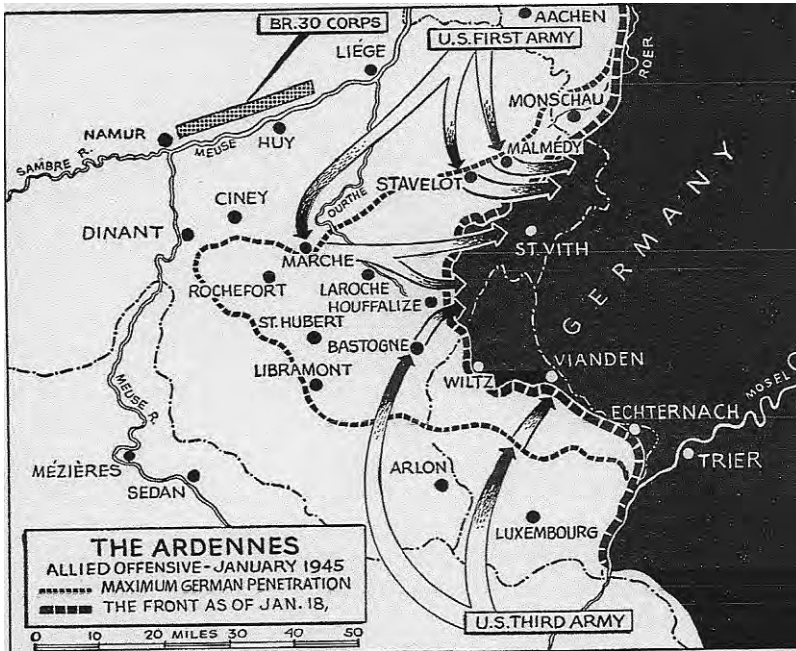 BR.30 CORPS
AACHEN
U.S. FIRST ARMY
LIÉGE
ROER
MONSCHAU
NAMUR
MEUSE
HUY
MALMÉDY
SAMBRE R.
STAVELOT
CINEY
OURTHE
DINANT
ST.VITH
MARCHE
GERMANY
ROCHEFORT
LAROCHE
HOUFFALIZE
ST.HUBERT
BASTOGNE
LIBRAMONT
WILTZ
VIANDEN
MOSEL
MEUSE R.
ECHTERNACH
MÉZIÈRES
SEDAN
ARLON
TRIER
LUXEMBOURG
THE ARDENNES
ALLIED OFFENSIVE-JANUARY 1945
MAXIMUM GERMAN PENETRATION
THE FRONT AS OF JAN. 18,
U.S. THIRD ARMY
0 20 MILES 30 40 50